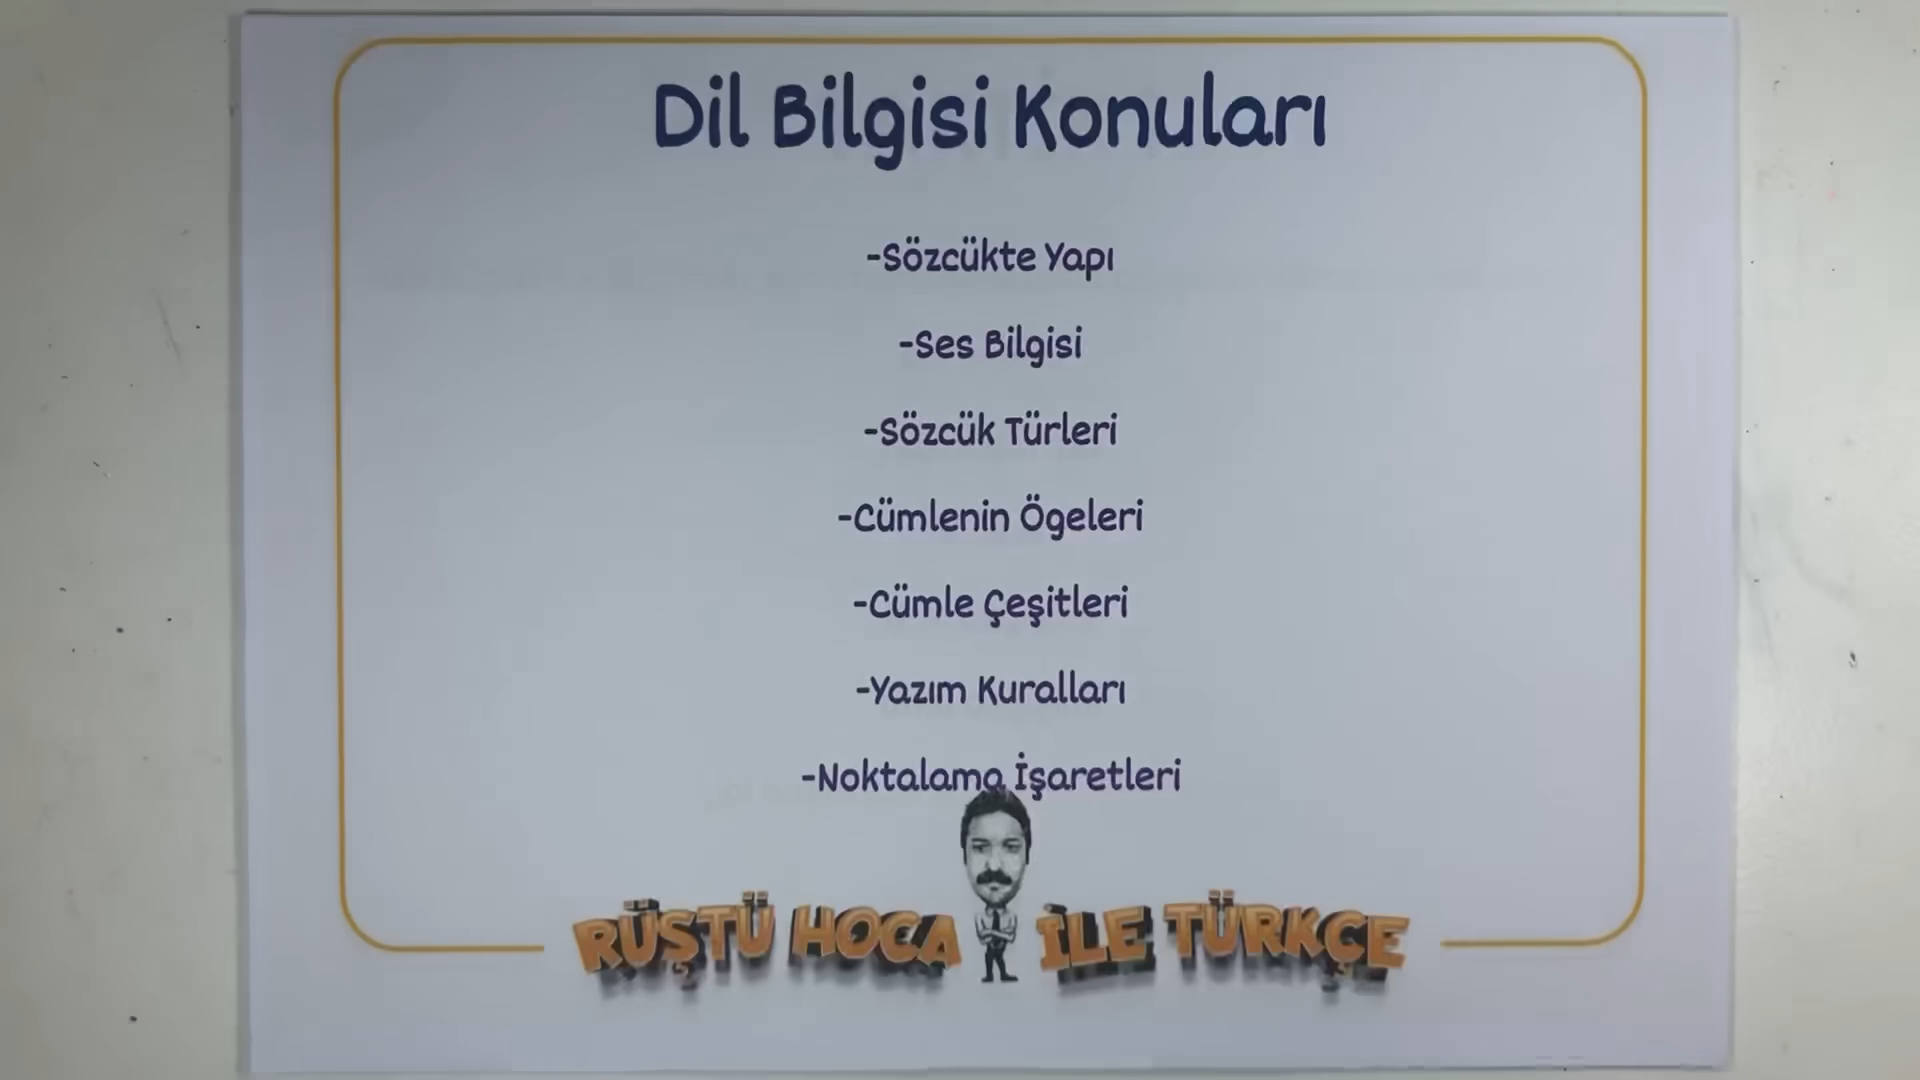 Dil Bilgisi Konuları
-Sözcükte Yapı
-Ses Bilgisi
-Sözcük Türleri
-Cümlenin Ögeleri
-Cümle Çeşitleri
-Yazım Kuralları
-Noktalama İşaretleri
RÜŞTÜ HOCA İLE TÜRKÇE